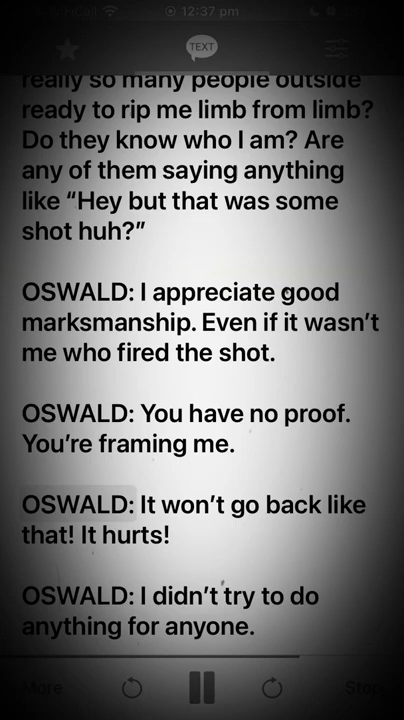 12:37 pm
TEXT
really so many people outside
ready to rip me limb from limb?
Do they know who I am? Are
any of them saying anything
like “Hey but that was some
shot huh?”
OSWALD: I appreciate good
marksmanship. Even if it wasn’t
me who fired the shot.
OSWALD: You have no proof.
You’re framing me.
OSWALD: It won’t go back like
that! It hurts!
OSWALD: I didn’t try to do
anything for anyone.
More
Stop